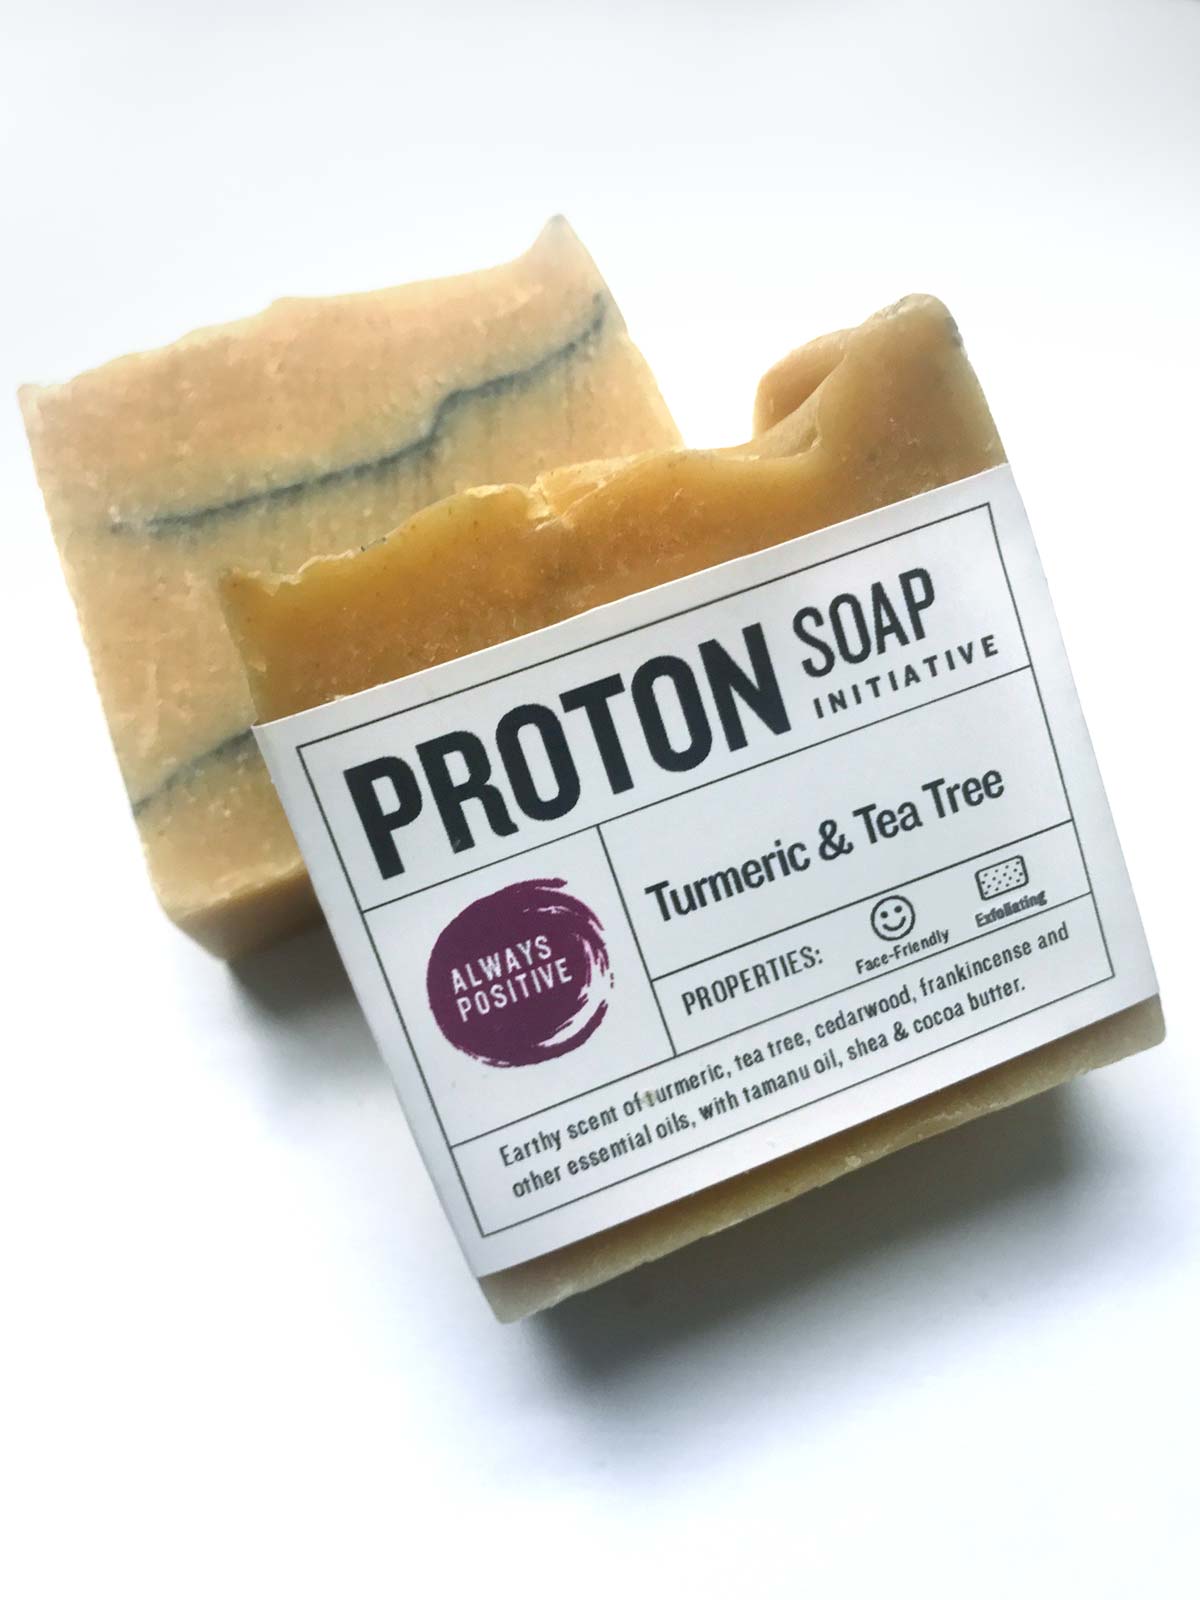 PROTON SOAP
INITIATIVE
Turmeric & Tea Tree
ALWAYS
POSITIVE
PROPERTIES:
Face-Friendly
Exfoliating
Earthy scent of turmeric, tea tree, cedarwood, frankincense and
other essential oils, with tamanu oil, shea & cocoa butter.